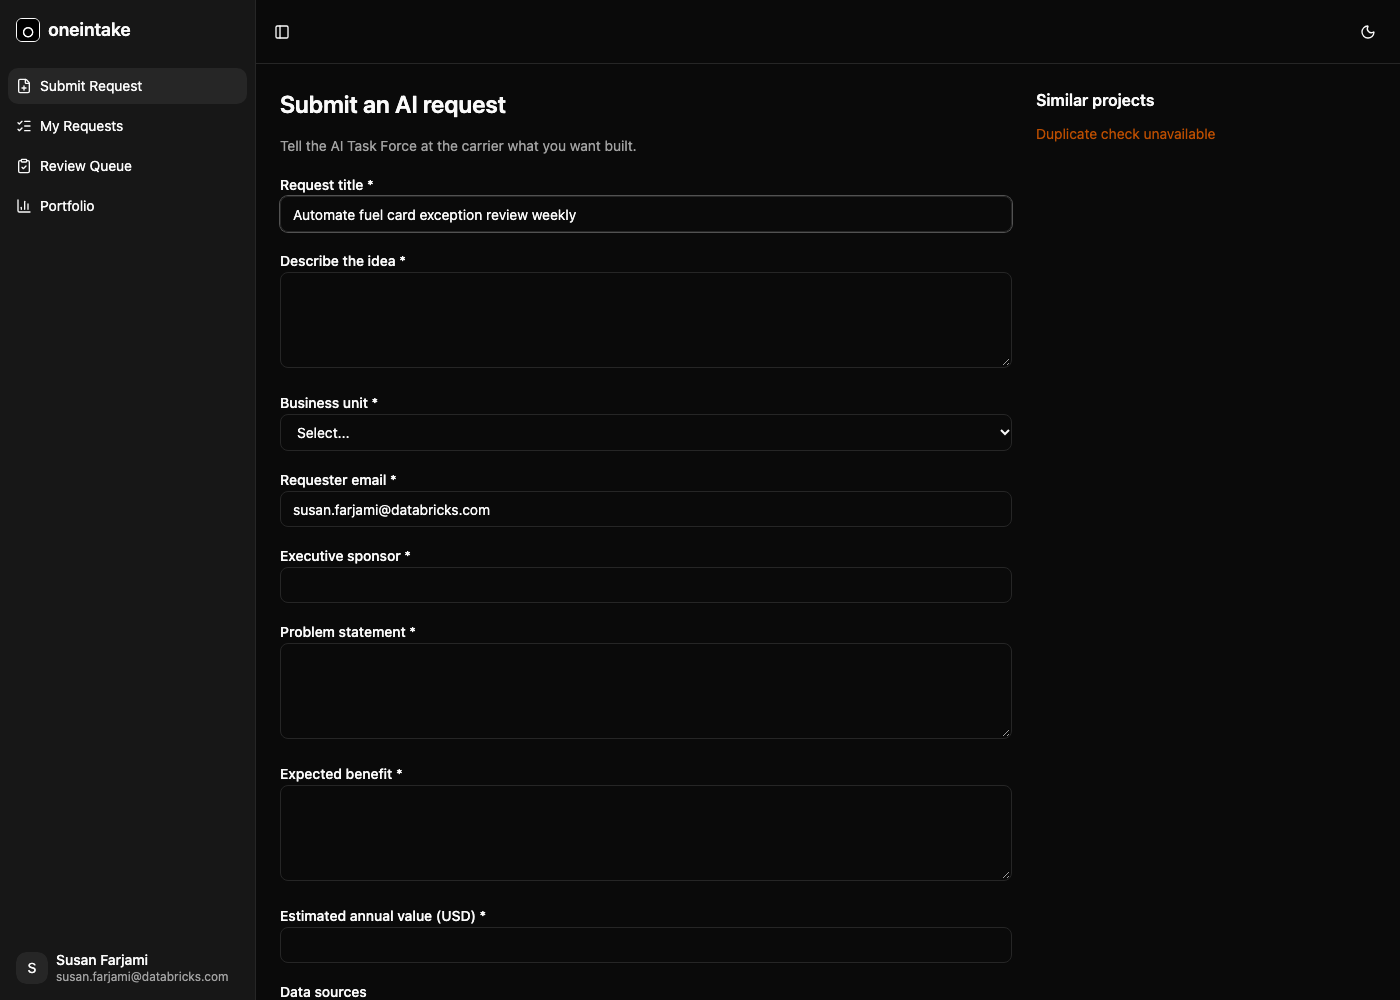 oneintake
Submit Request
My Requests
Review Queue
Portfolio
S
Susan Farjami
susan.farjami@databricks.com
Submit an AI request
Tell the AI Task Force at the carrier what you want built.
Request title *
Automate fuel card exception review weekly
Describe the idea *
Business unit *
Select...
Requester email *
susan.farjami@databricks.com
Executive sponsor *
Problem statement *
Expected benefit *
Estimated annual value (USD) *
Data sources
Similar projects
Duplicate check unavailable